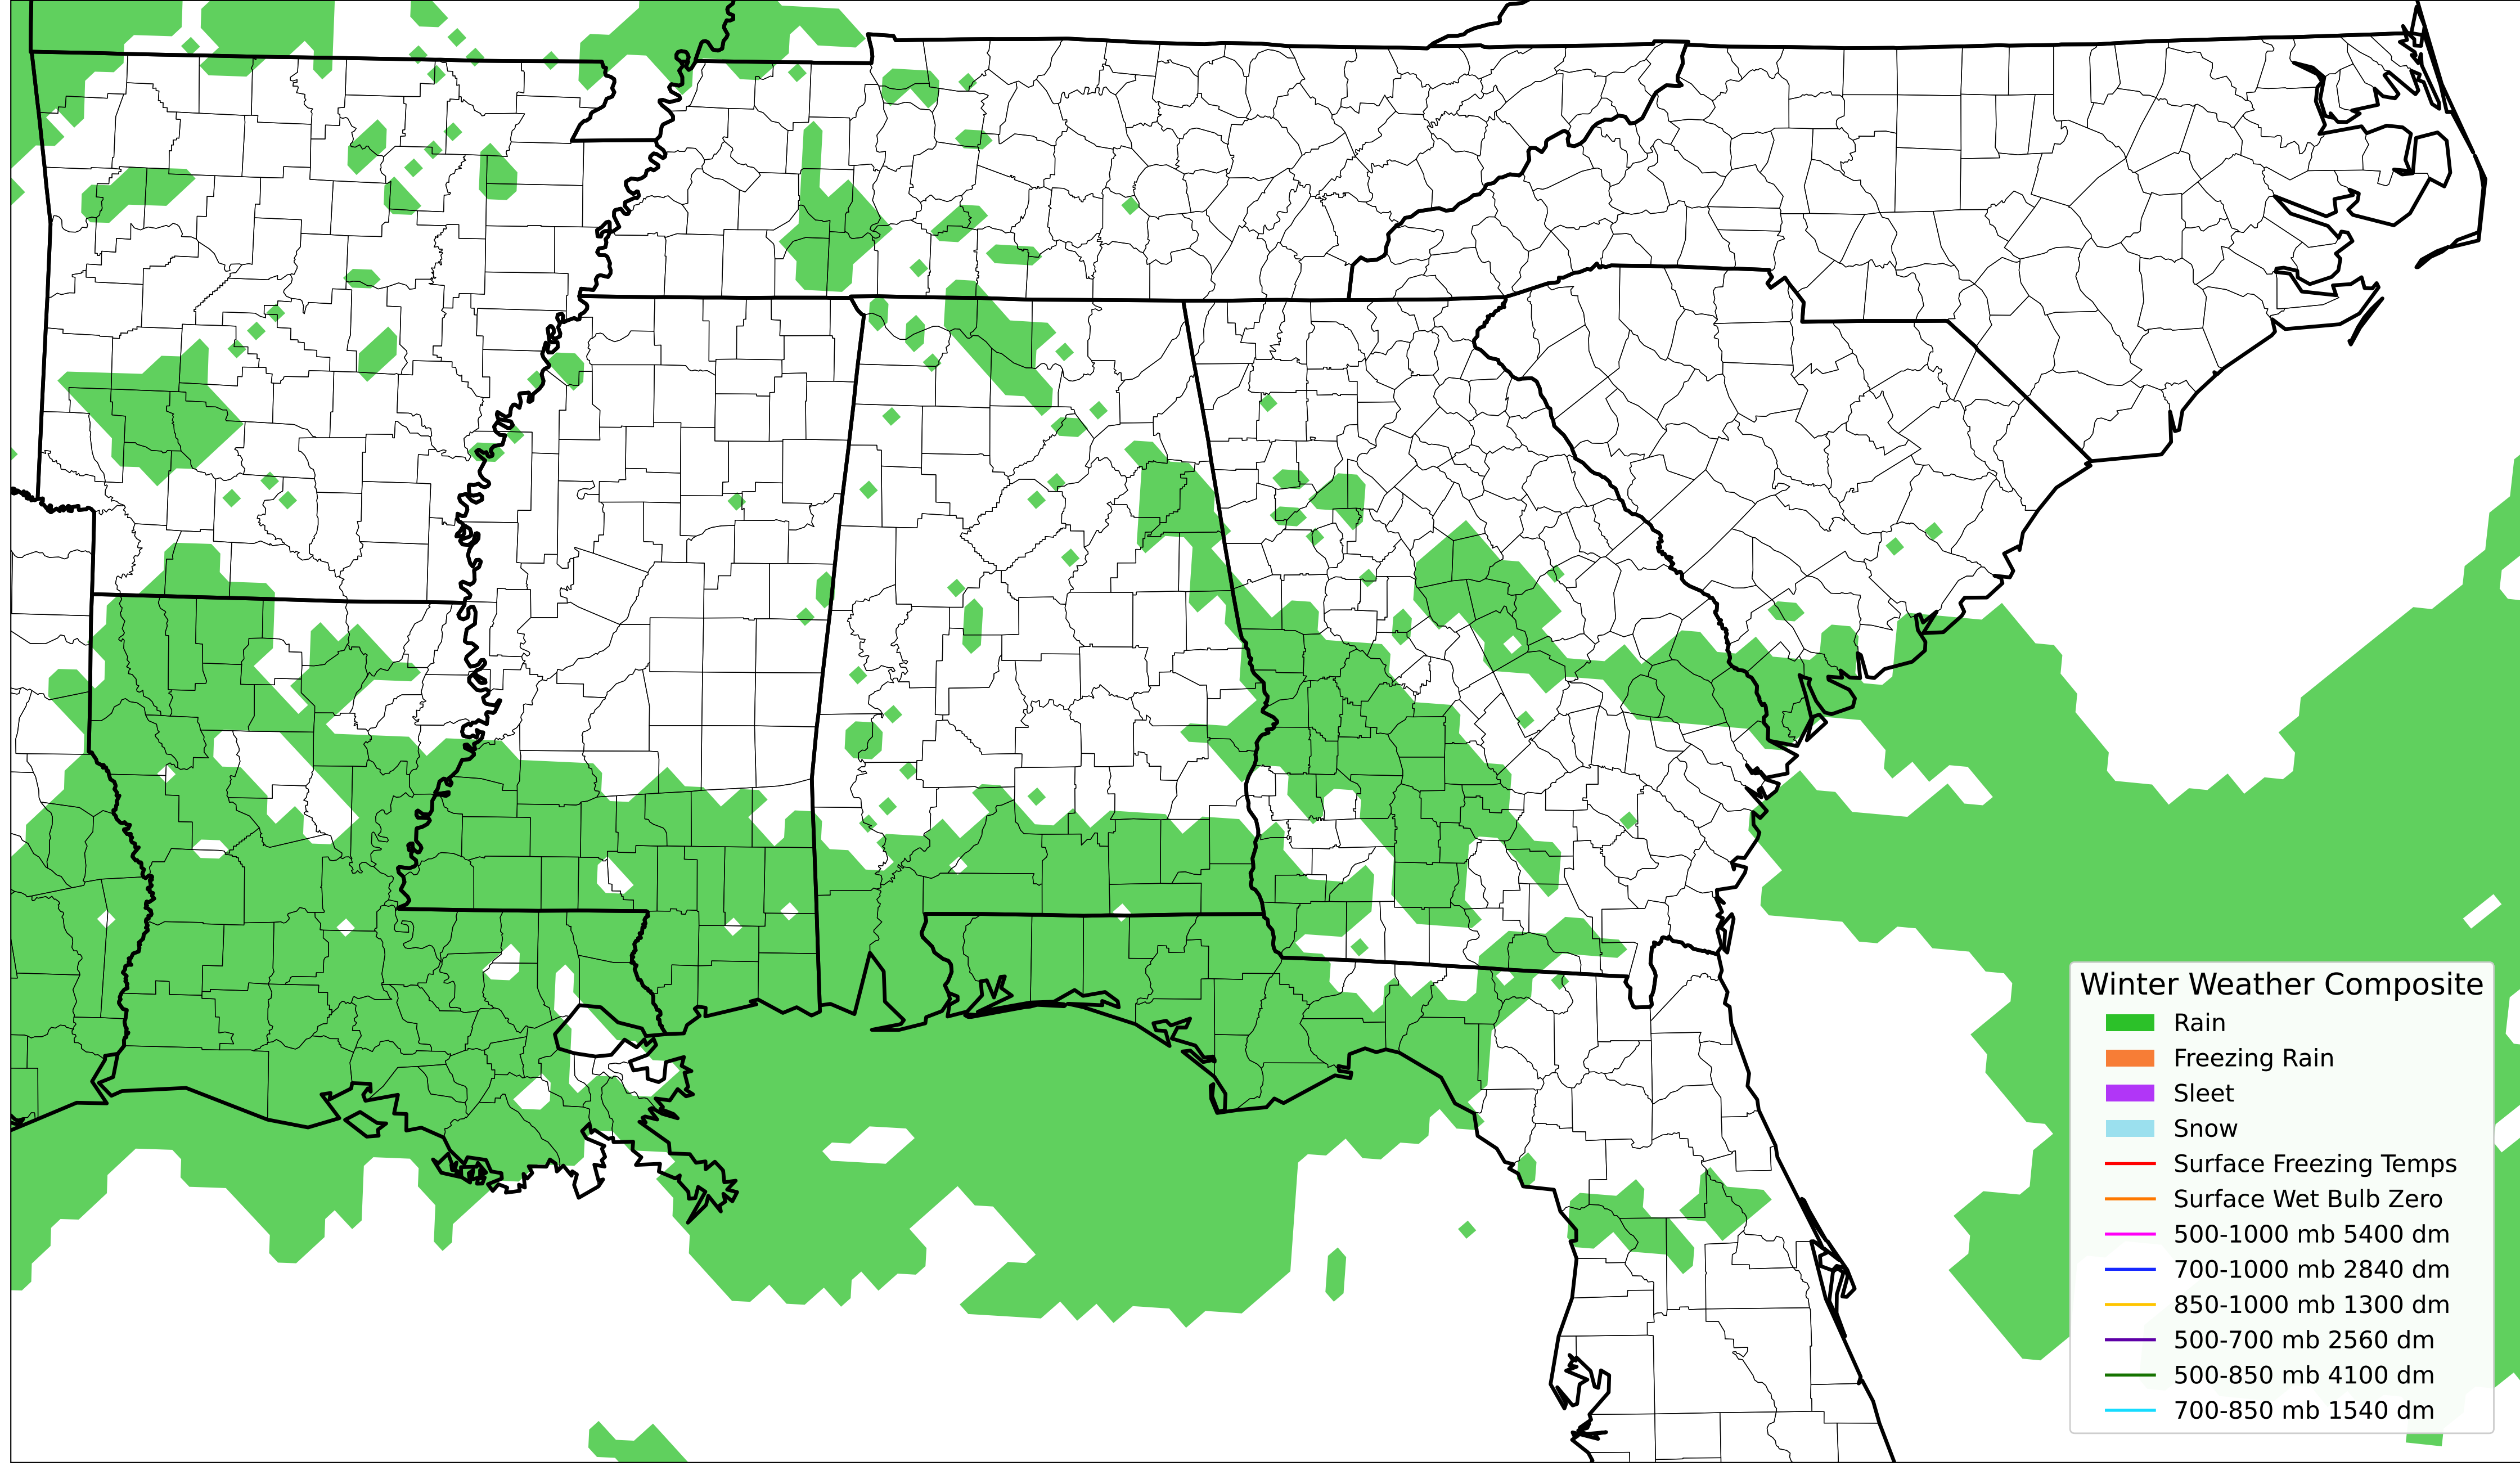 Winter Weather Composite
Rain
Freezing Rain
Sleet
Snow
Surface Freezing Temps
Surface Wet Bulb Zero
500-1000 mb 5400 dm
700-1000 mb 2840 dm
850-1000 mb 1300 dm
500-700 mb 2560 dm
500-850 mb 4100 dm
700-850 mb 1540 dm